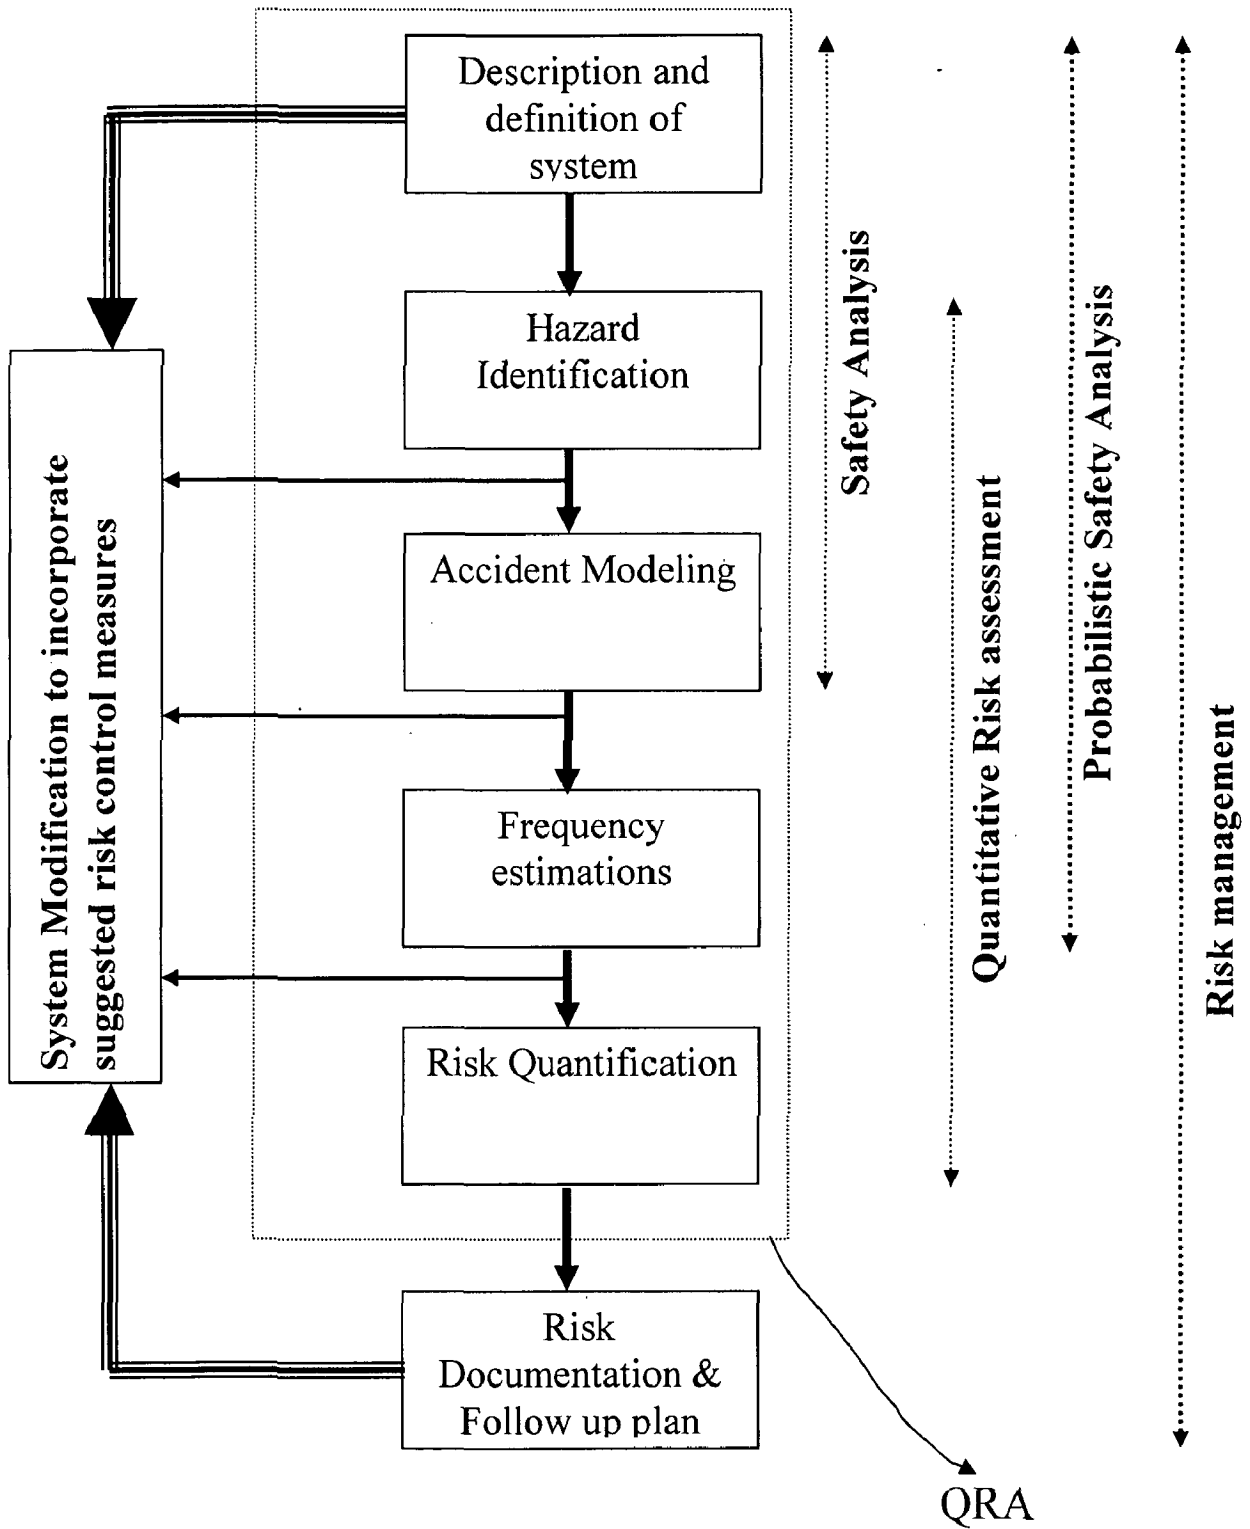 Description and
definition of
system
Hazard
Identification
Accident Modeling
Frequency
estimations
Risk Quantification
Risk
Documentation &
Follow up plan
System Modification to incorporate
suggested risk control measures
Safety Analysis
Quantitative Risk assessment
Probabilistic Safety Analysis
Risk management
QRA